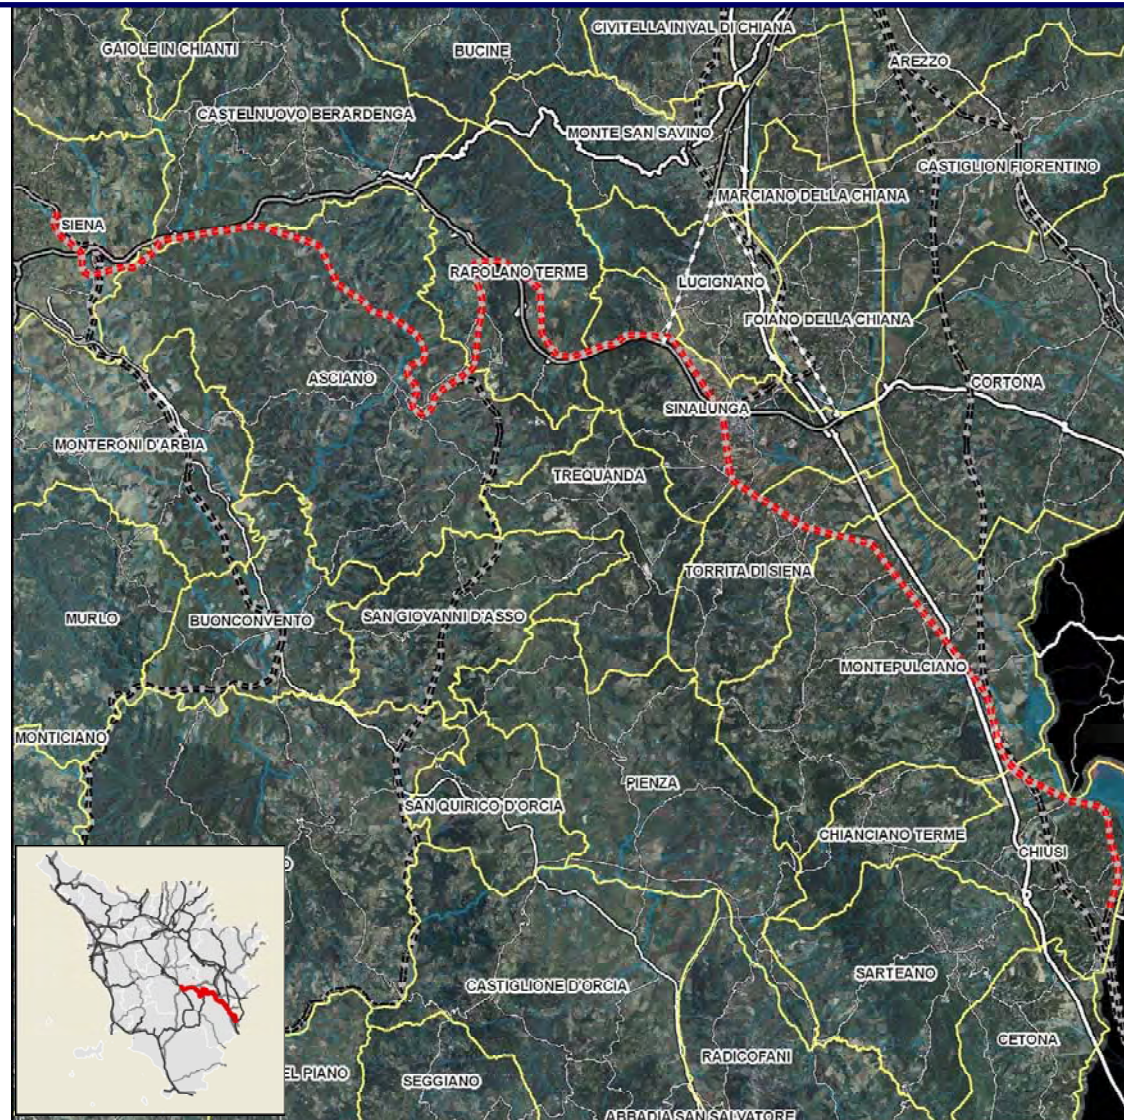 CIVITELLA IN VAL DI CHIANA
GAIOLE IN CHIANTI
BUCINE
AREZZO
CASTELNUOVO BERARDENGA
MONTE SAN SAVINO
CASTIGLION FIORENTINO
MARCIANO DELLA CHIANA
SIENA
RAPOLANO TERME
LUCIGNANO
FOIANO DELLA CHIANA
ASCIANO
CORTONA
SINALUNGA
MONTERONI D'ARBIA
TREQUANDA
TORRITA DI SIENA
MURLO
BUONCONVENTO
SAN GIOVANNI D'ASSO
MONTEPULCIANO
MONTICIANO
PIENZA
SAN QUIRICO D'ORCIA
CHIANCIANO TERME
CHIUSI
SARTEANO
CASTIGLIONE D'ORCIA
CETONA
RADICOFANI
EL PIANO
SEGGIANO
ABBADIA SAN SALVATORE